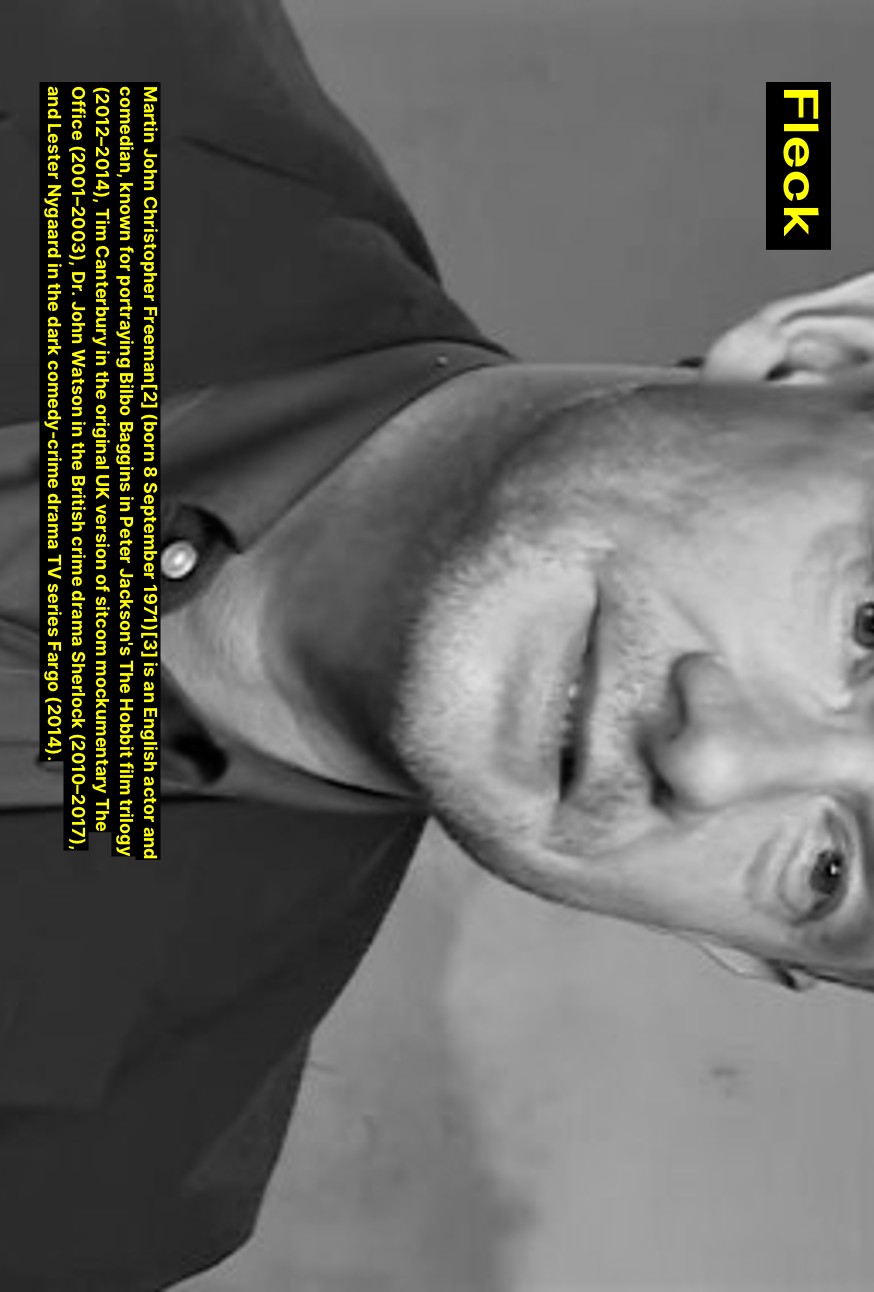 Fleck
Martin John Christopher Freeman[2] (born 8 September 1971)[3] is an English actor and
comedian, known for portraying Bilbo Baggins in Peter Jackson's The Hobbit film trilogy
(2012–2014), Tim Canterbury in the original UK version of sitcom mockumentary The
Office (2001–2003), Dr. John Watson in the British crime drama Sherlock (2010–2017),
and Lester Nygaard in the dark comedy-crime drama TV series Fargo (2014).